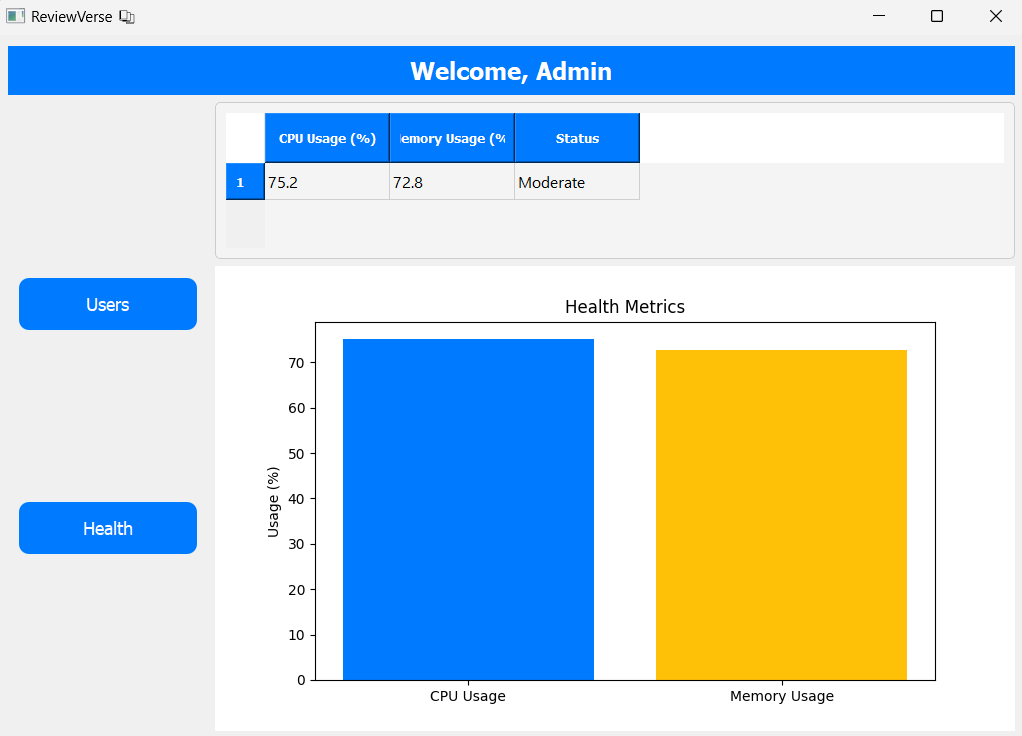 ReviewVerse
Welcome, Admin
CPU Usage (%) emory Usage (% Status
1 75.2 72.8 Moderate
Users
Health
Health Metrics
Usage (%)
70
60
50
40
30
20
10
0
CPU Usage Memory Usage